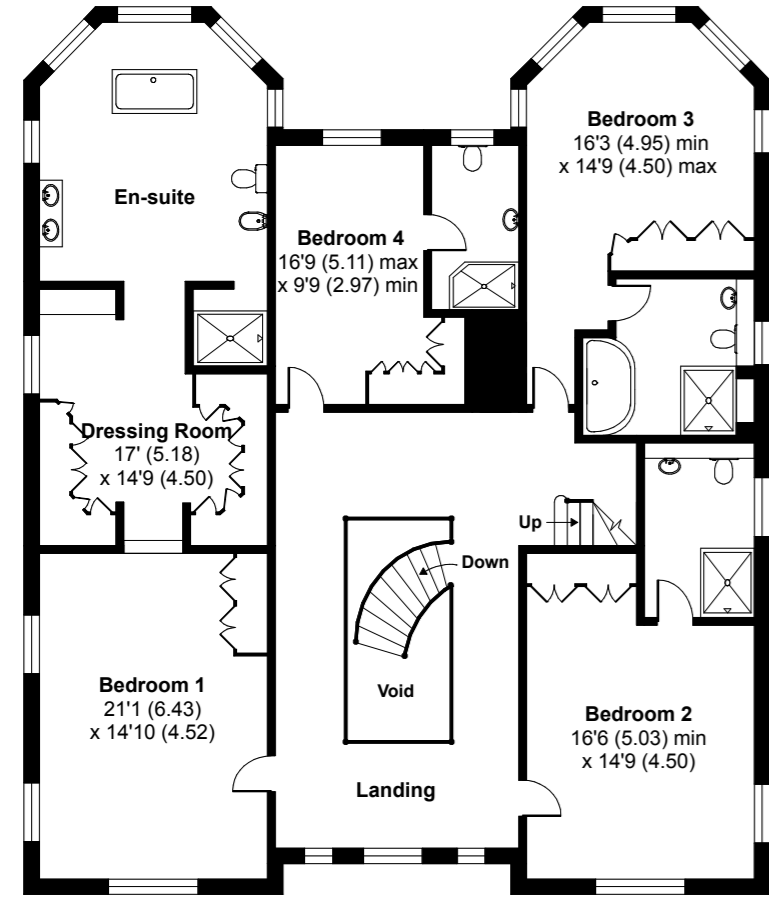 En-suite
Bedroom 3
16'3 (4.95) min
x 14'9 (4.50) max
Bedroom 4
16'9 (5.11) max
x 9'9 (2.97) min
Dressing Room
17' (5.18)
x 14'9 (4.50)
Up
Down
Void
Bedroom 1
21'1 (6.43)
x 14'10 (4.52)
Bedroom 2
16'6 (5.03) min
x 14'9 (4.50)
Landing